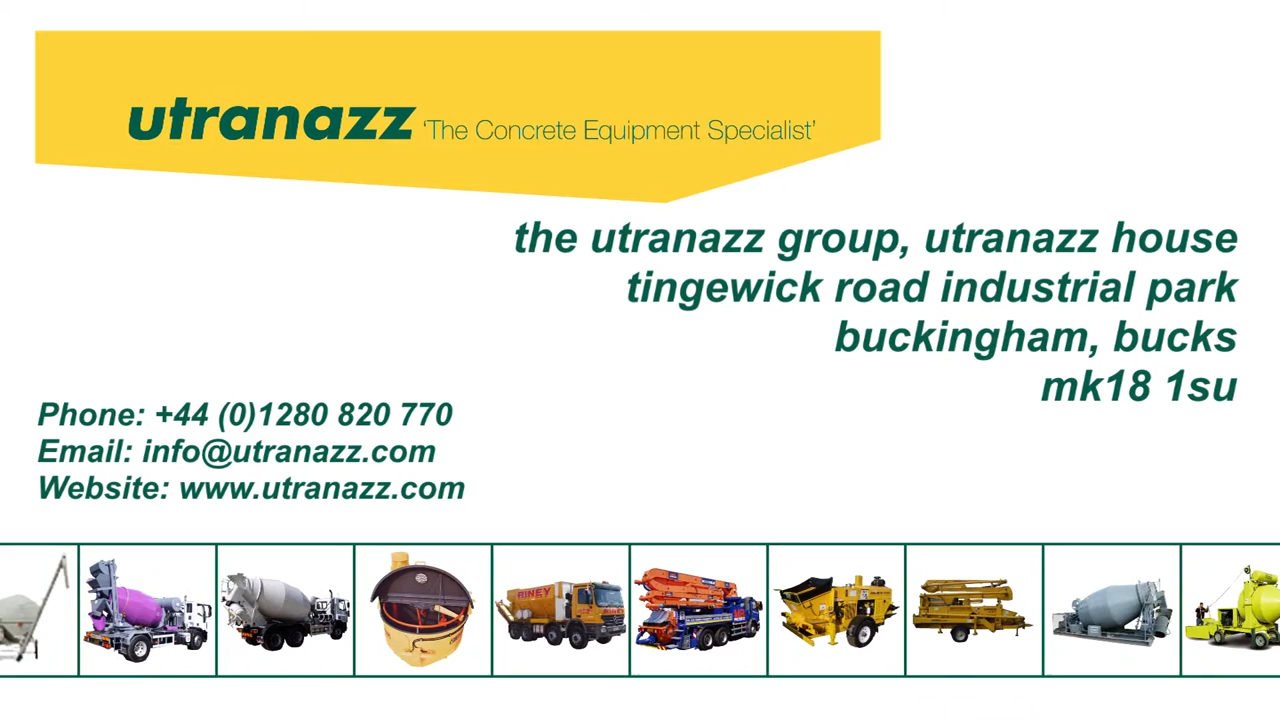 utranazz 'The Concrete Equipment Specialist'
the utranazz group, utranazz house
tingewick road industrial park
buckingham, bucks
mk18 1su
Phone: +44 (0)1280 820 770
Email: info@utranazz.com
Website: www.utranazz.com
RINEY